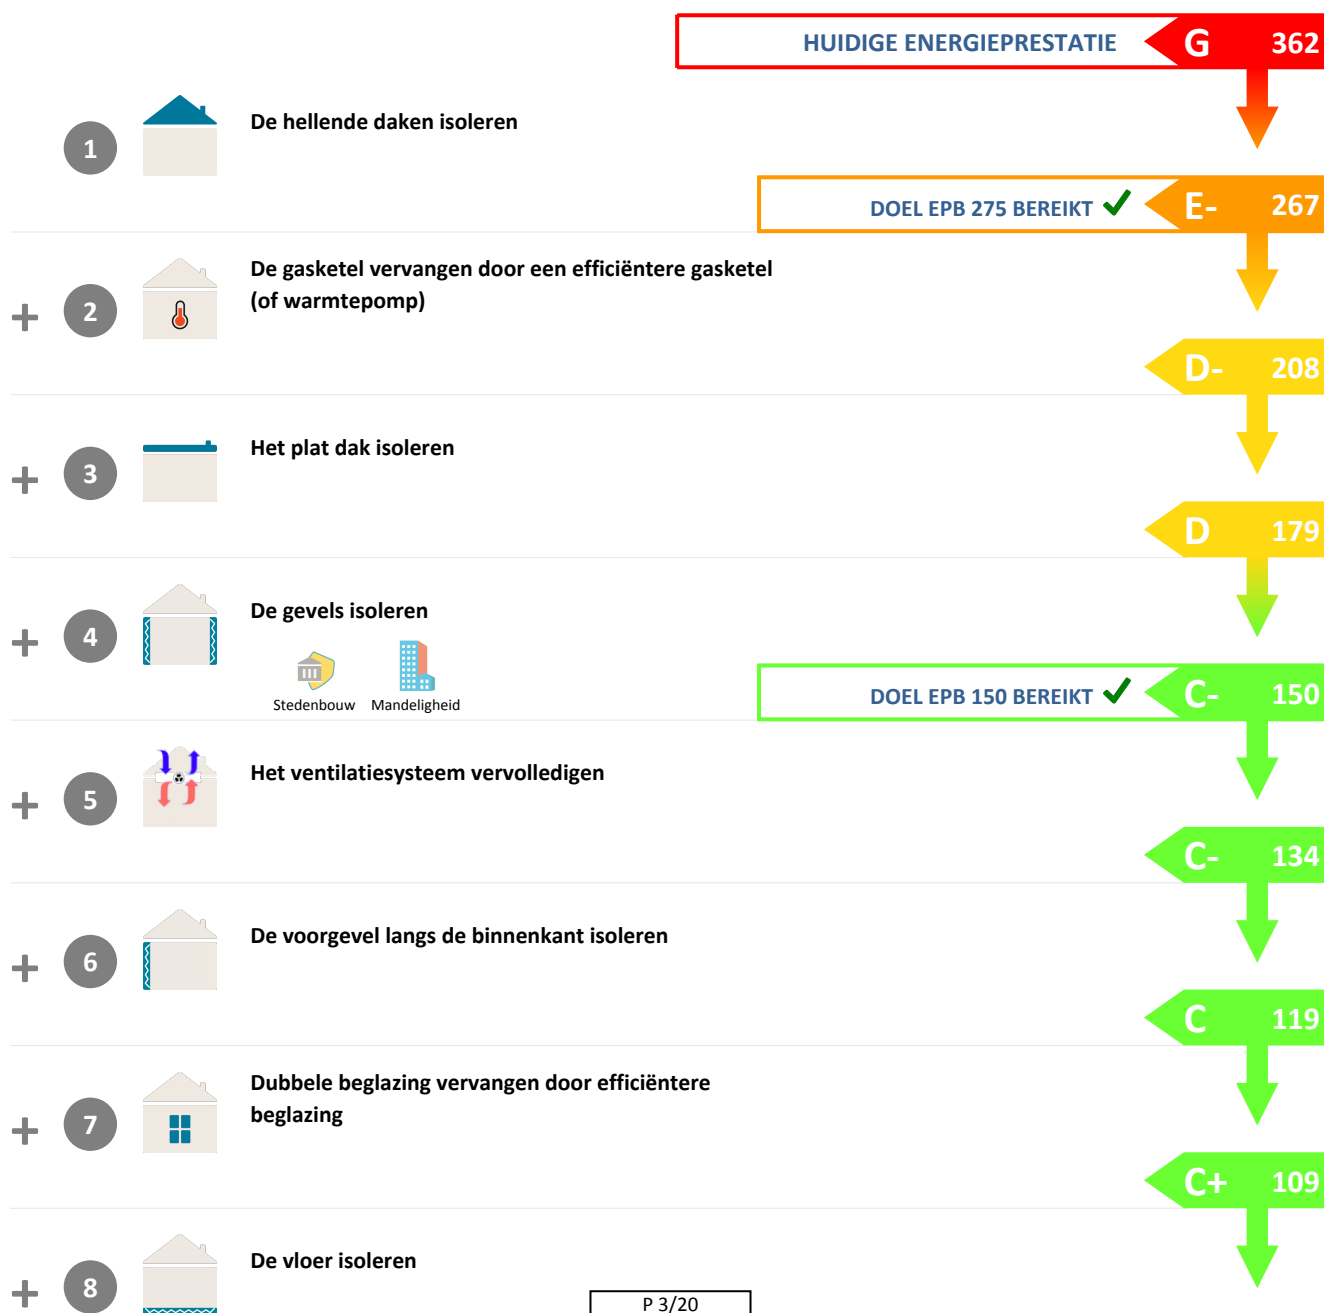 HUIDIGE ENERGIEPRESTATIE G 362
1 De hellende daken isoleren
DOEL EPB 275 BEREIKT ✓ E- 267
+ 2 De gasketel vervangen door een efficiëntere gasketel
(of warmtepomp)
D- 208
+ 3 Het plat dak isoleren
D 179
+ 4 De gevels isoleren
Stedenbouw Mandeligheid
DOEL EPB 150 BEREIKT ✓ C- 150
+ 5 Het ventilatiesysteem vervolledigen
C- 134
+ 6 De voorgevel langs de binnenkant isoleren
C 119
+ 7 Dubbele beglazing vervangen door efficiëntere
beglazing
C+ 109
+ 8 De vloer isoleren
P 3/20